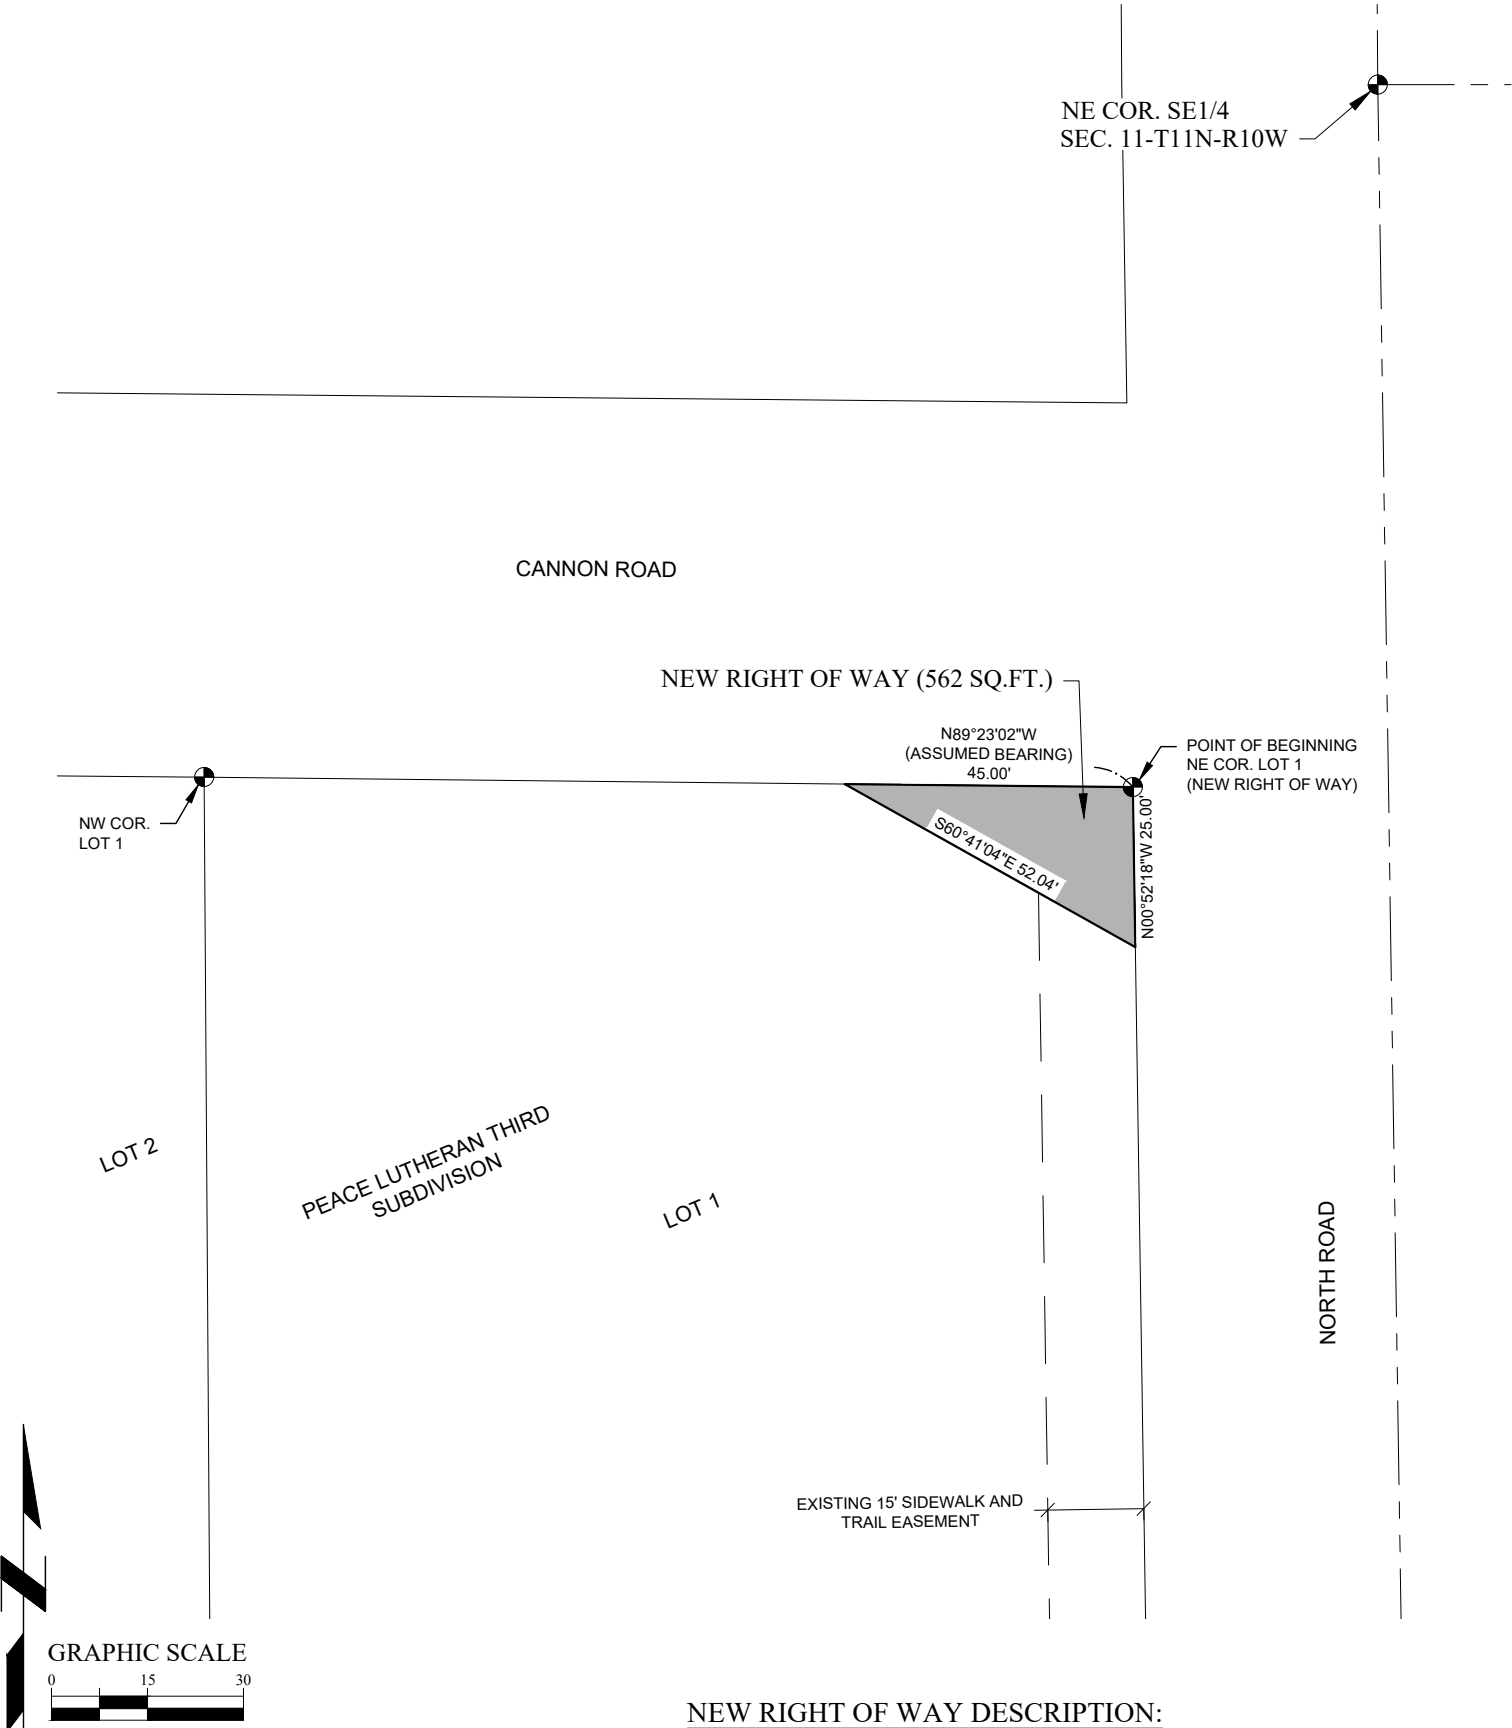 NE COR. SE1/4
SEC. 11-T11N-R10W
CANNON ROAD
NEW RIGHT OF WAY (562 SQ.FT.)
N89°23'02"W
(ASSUMED BEARING)
45.00'
POINT OF BEGINNING
NE COR. LOT 1
(NEW RIGHT OF WAY)
NW COR.
LOT 1
S60°41'04"E 52.04'
N00°52'18"W 25.00'
LOT 2
PEACE LUTHERAN THIRD
SUBDIVISION
LOT 1
NORTH ROAD
EXISTING 15' SIDEWALK AND
TRAIL EASEMENT
GRAPHIC SCALE
0 15 30
NEW RIGHT OF WAY DESCRIPTION: